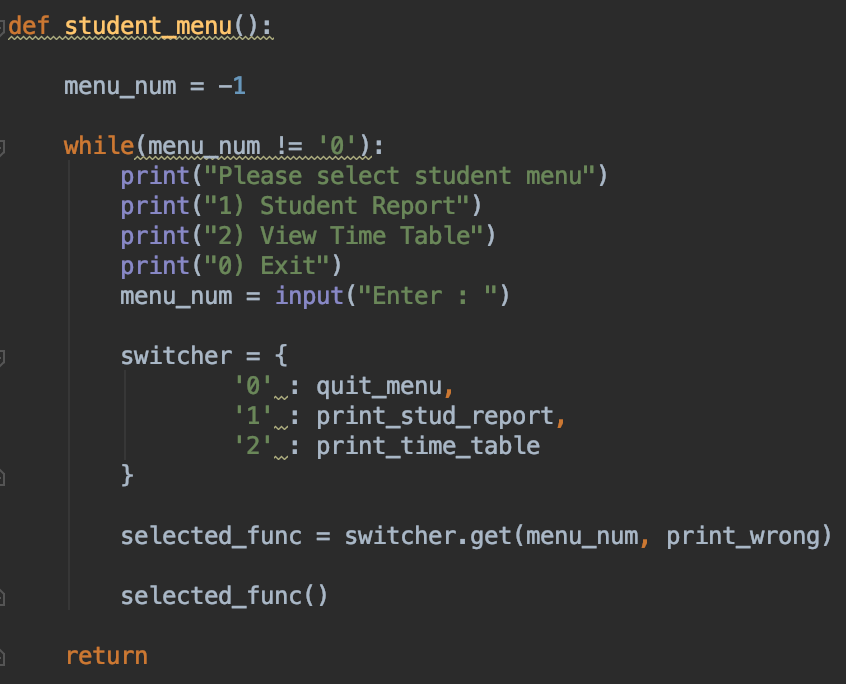 def student_menu():
    menu_num = -1
    while(menu_num != '0'):
        print("Please select student menu")
        print("1) Student Report")
        print("2) View Time Table")
        print("0) Exit")
        menu_num = input("Enter : ")
        switcher = {
                '0' : quit_menu,
                '1' : print_stud_report,
                '2' : print_time_table
        }
        selected_func = switcher.get(menu_num, print_wrong)
        selected_func()
    return